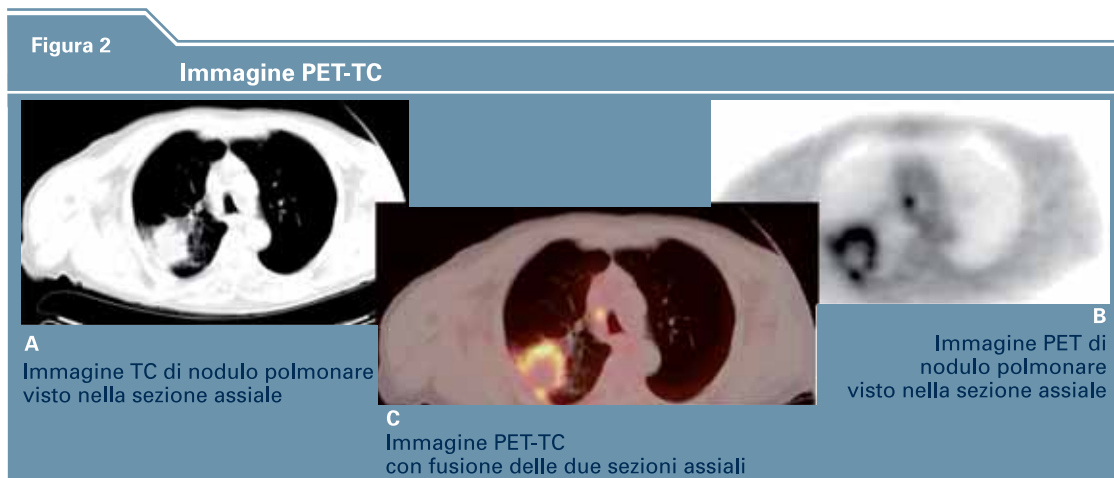 Figura 2
Immagine PET-TC
A
Immagine TC di nodulo polmonare
visto nella sezione assiale
B
Immagine PET di
nodulo polmonare
visto nella sezione assiale
C
Immagine PET-TC
con fusione delle due sezioni assiali